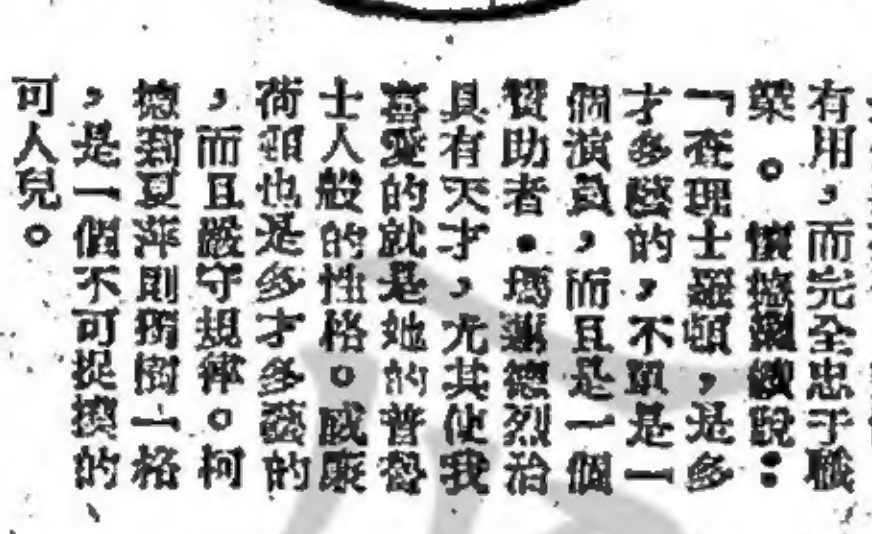 有用，而完全忠于職
業。懷續說：
「查理士羅頓，是多
才多藝的，不單是一
個演員，而且是一個
贊助者。瑪德烈治
具有天才，尤其使我
喜愛的就是她的普魯
士人般的性格。威廉
荷頓也是多才多藝的
，而且嚴守規律。柯
德莉夏萍則獨樹一格
，是一個不可捉摸的
可人兒。